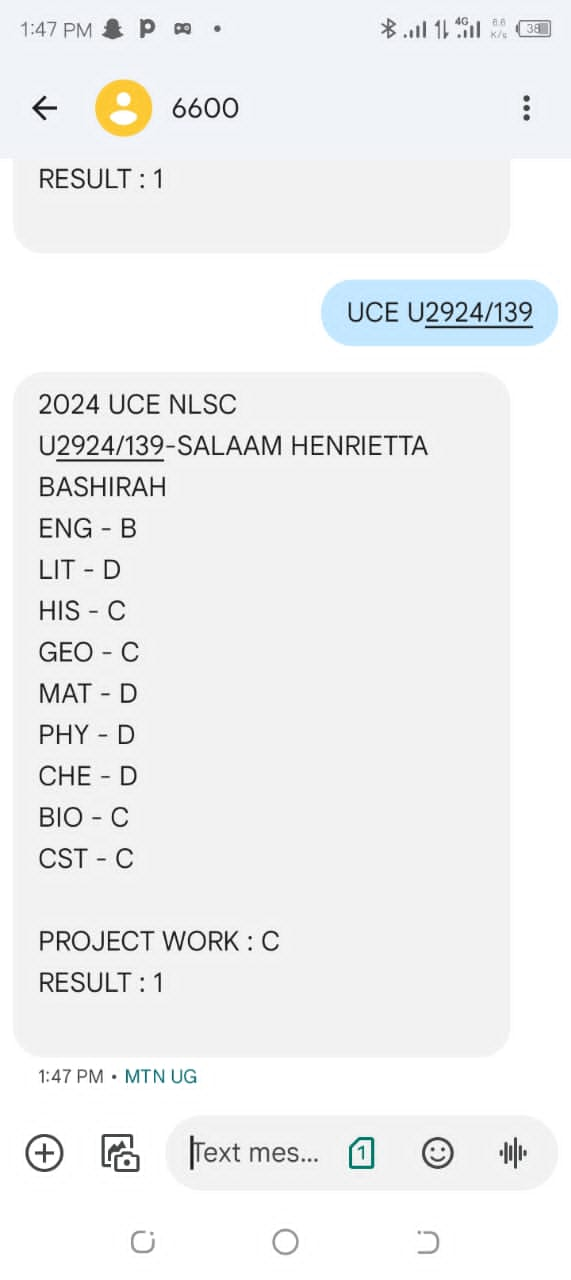 1:47 PM
4G
6.6
K/s
38
6600
RESULT : 1
UCE U2924/139
2024 UCE NLSC
U2924/139-SALAAM HENRIETTA
BASHIRAH
ENG - B
LIT - D
HIS - C
GEO - C
MAT - D
PHY - D
CHE - D
BIO - C
CST - C
PROJECT WORK : C
RESULT : 1
1:47 PM • MTN UG
Text mes...
1